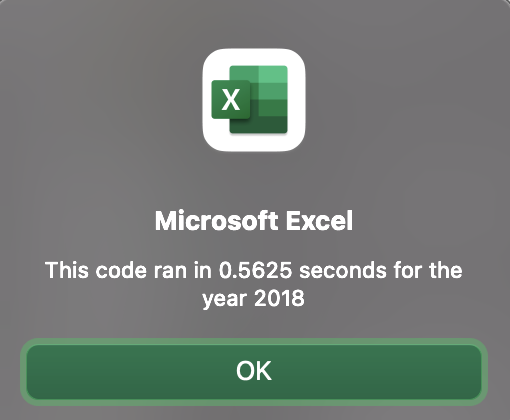 X
Microsoft Excel
This code ran in 0.5625 seconds for the
year 2018
OK